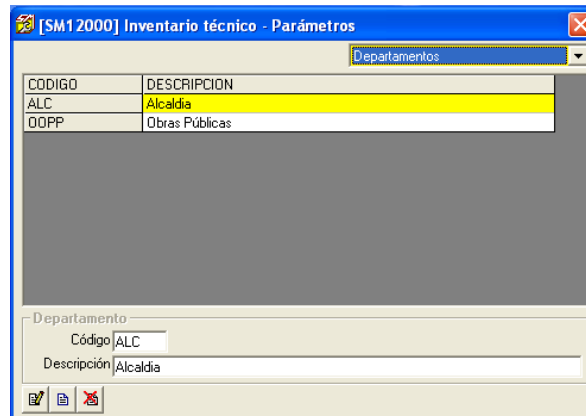 [SM12000] Inventario técnico - Parámetros
Departamentos
CODIGO DESCRIPCION
ALC Alcaldia
OOPP Obras Públicas
Departamento
Código ALC
Descripción Alcaldia